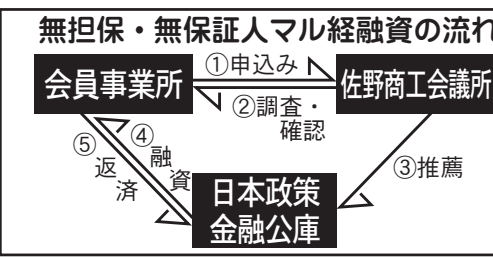 無担保・無保証人マル経融資の流れ
会員事業所
①申込み
佐野商工会議所
②調査・
確認
③推薦
④融資
⑤返済
日本政策
金融公庫